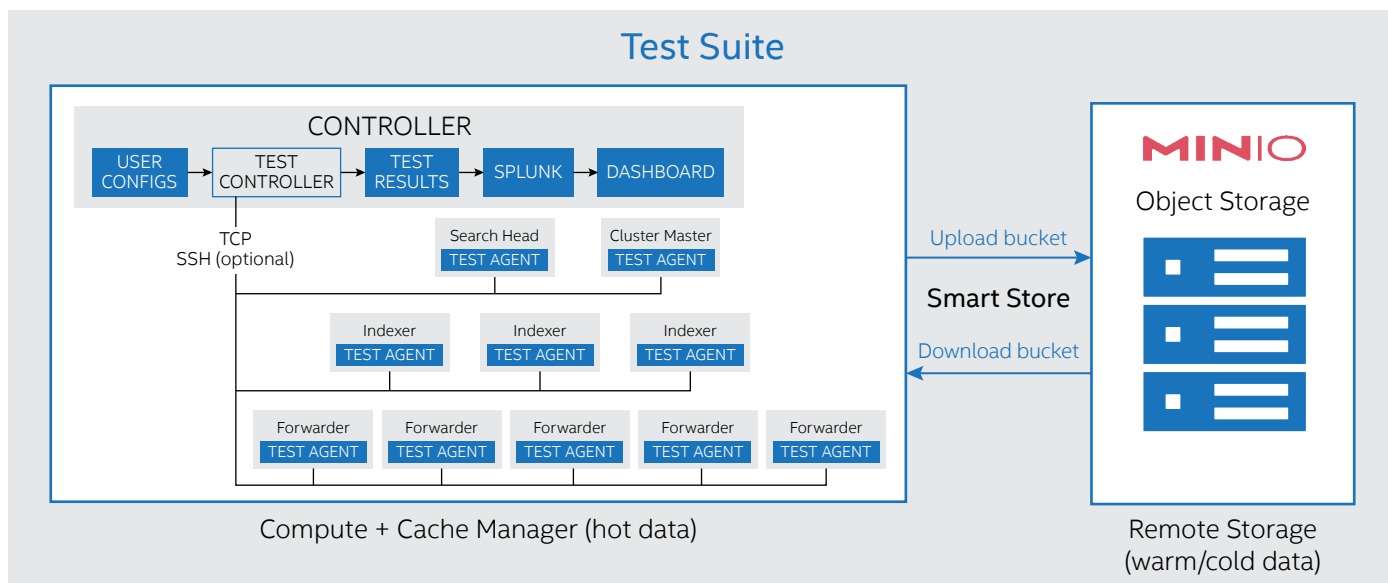 Test Suite
CONTROLLER
USER
CONFIGS
TEST
CONTROLLER
TEST
RESULTS
SPLUNK
DASHBOARD
TCP
SSH (optional)
Search Head
TEST AGENT
Cluster Master
TEST AGENT
Indexer
TEST AGENT
Indexer
TEST AGENT
Indexer
TEST AGENT
Forwarder
TEST AGENT
Forwarder
TEST AGENT
Forwarder
TEST AGENT
Forwarder
TEST AGENT
Forwarder
TEST AGENT
Compute + Cache Manager (hot data)
Upload bucket
Smart Store
Download bucket
MINIO
Object Storage
Remote Storage
(warm/cold data)